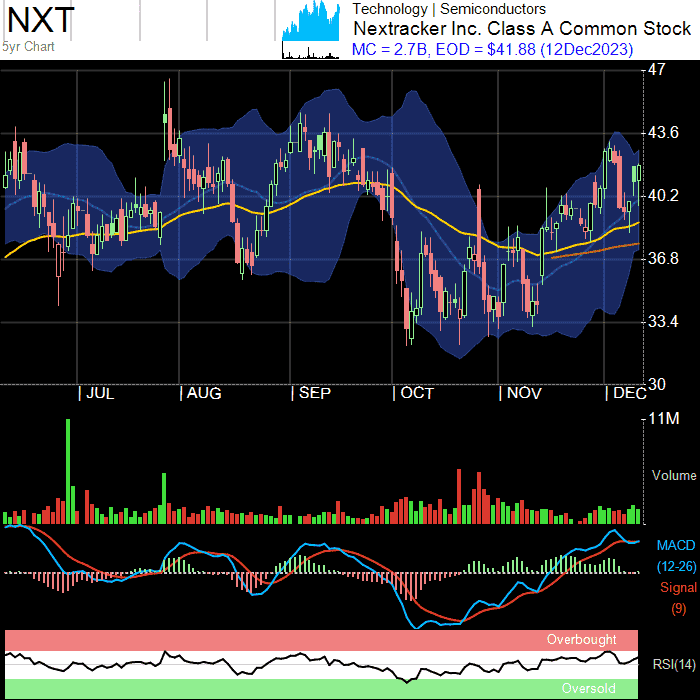 NXT
5yr Chart
Technology | Semiconductors
Nextracker Inc. Class A Common Stock
MC = 2.7B, EOD = $41.88 (12Dec2023)
47
43.6
40.2
36.8
33.4
30
|JUL |AUG |SEP |OCT |NOV |DEC
11M
Volume
MACD
(12-26)
Signal
(9)
Overbought
RSI(14)
Oversold